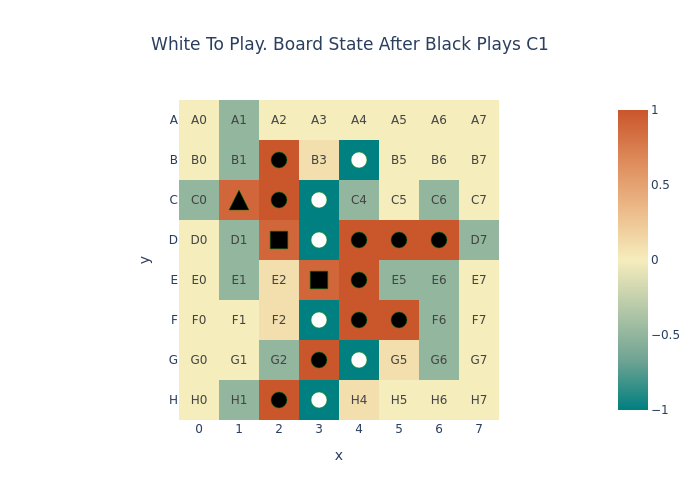 White To Play. Board State After Black Plays C1
A A0 A1 A2 A3 A4 A5 A6 A7
B B0 B1 B3 B5 B6 B7
C C0 C4 C5 C6 C7
D D0 D1 D7
E E0 E1 E2 E5 E6 E7
F F0 F1 F2 F6 F7
G G0 G1 G2 G5 G6 G7
H H0 H1 H4 H5 H6 H7
0 1 2 3 4 5 6 7
x
y
1
0.5
0
−0.5
−1